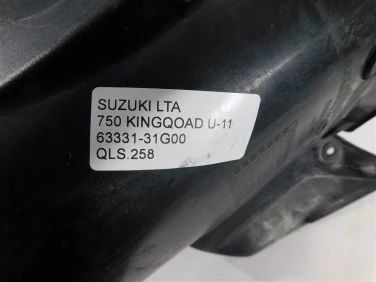 SUZUKI LTA
750 KINGQOAD U-11
63331-31G00
QLS.258